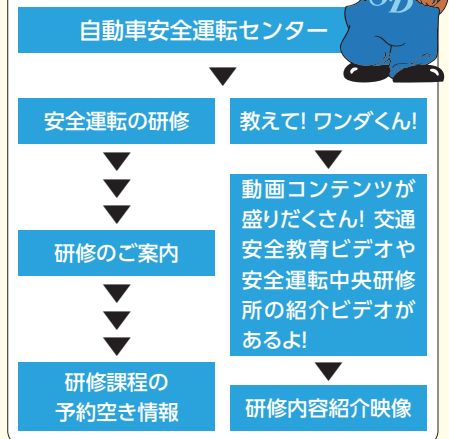 SD
自動車安全運転センター
安全運転の研修
教えて! ワンダくん!
動画コンテンツが
盛りだくさん! 交通
安全教育ビデオや
安全運転中央研修
所の紹介ビデオが
あるよ!
研修のご案内
研修課程の
予約空き情報
研修内容紹介映像